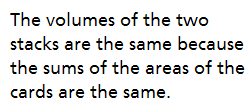 The volumes of the two
stacks are the same because
the sums of the areas of the
cards are the same.